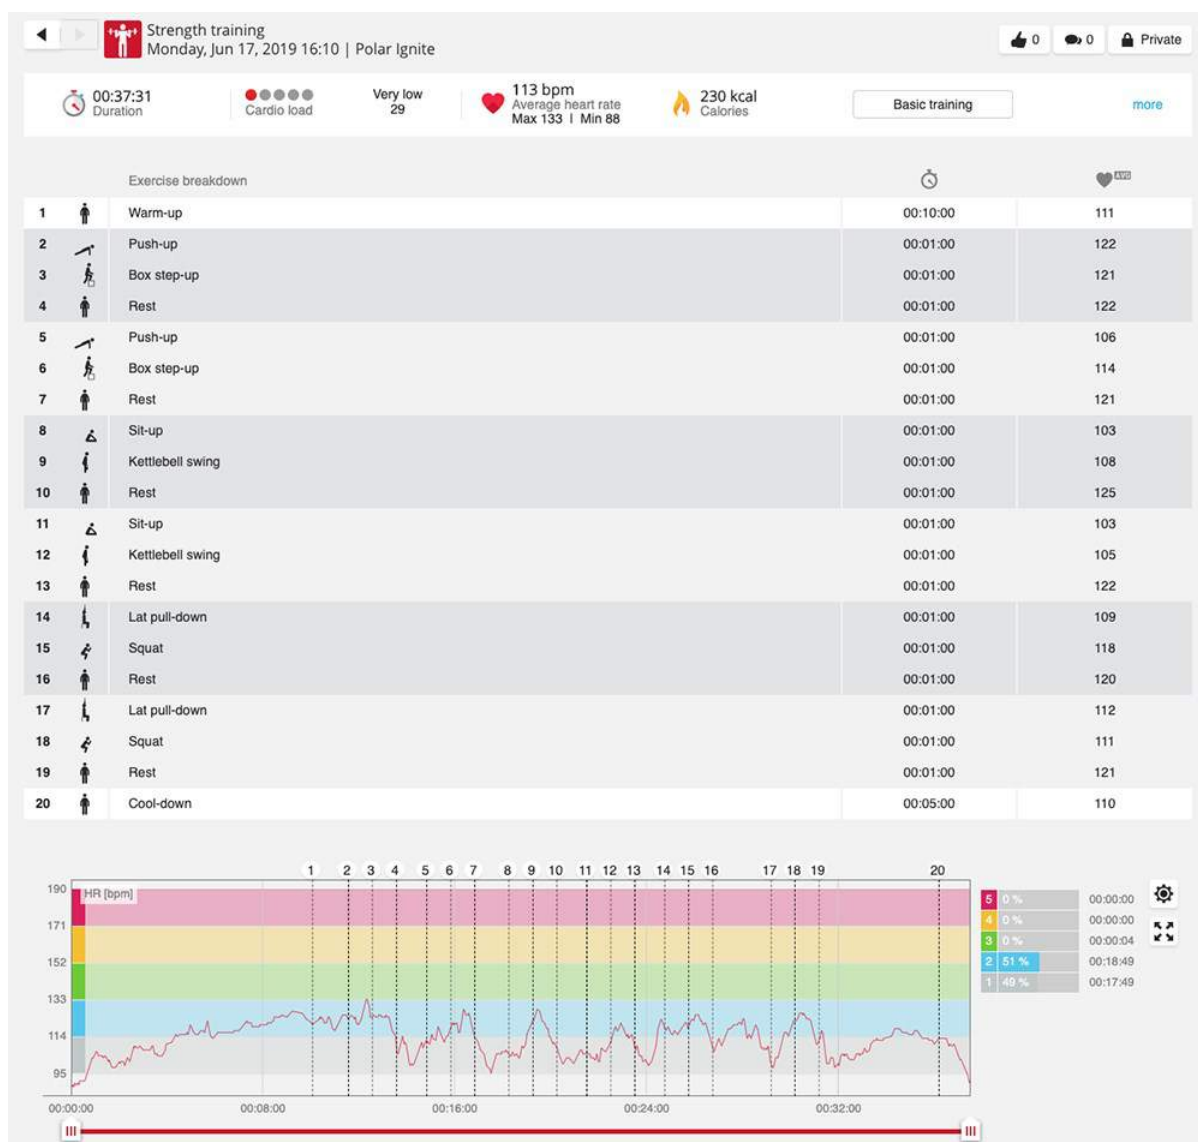 Strength training
Monday, Jun 17, 2019 16:10 | Polar Ignite
0 0 Private
00:37:31
Duration
Cardio load
Very low
29
113 bpm
Average heart rate
Max 133 | Min 88
230 kcal
Calories
Basic training
more
Exercise breakdown AVG
1 Warm-up 00:10:00 111
2 Push-up 00:01:00 122
3 Box step-up 00:01:00 121
4 Rest 00:01:00 122
5 Push-up 00:01:00 106
6 Box step-up 00:01:00 114
7 Rest 00:01:00 121
8 Sit-up 00:01:00 103
9 Kettlebell swing 00:01:00 108
10 Rest 00:01:00 125
11 Sit-up 00:01:00 103
12 Kettlebell swing 00:01:00 105
13 Rest 00:01:00 122
14 Lat pull-down 00:01:00 109
15 Squat 00:01:00 118
16 Rest 00:01:00 120
17 Lat pull-down 00:01:00 112
18 Squat 00:01:00 111
19 Rest 00:01:00 121
20 Cool-down 00:05:00 110
1 2 3 4 5 6 7 8 9 10 11 12 13 14 15 16 17 18 19 20
HR [bpm]
190
171
152
133
114
95
00:00:00 00:08:00 00:16:00 00:24:00 00:32:00
5 0 % 00:00:00
4 0 % 00:00:00
3 0 % 00:00:04
2 51 % 00:18:49
1 49 % 00:17:49